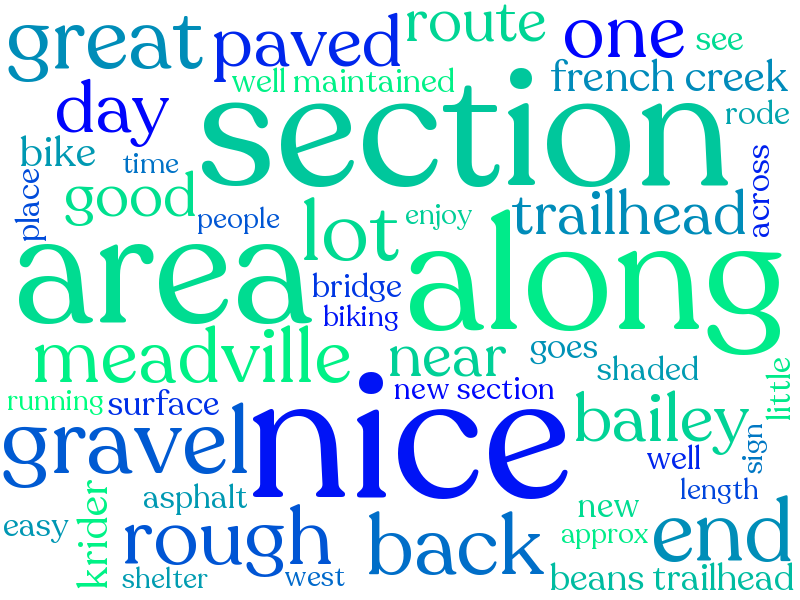 great
paved
route
one
see
well maintained
french creek
day
section
rode
bike
time
place
good
people
enjoy
trailhead
across
lot
area
along
bridge
biking
meadville
near
goes
shaded
little
running
surface
new section
nice
bailey
gravel
well
sign
length
krider
asphalt
new
easy
rough
back
approx
end
shelter
west
beans trailhead